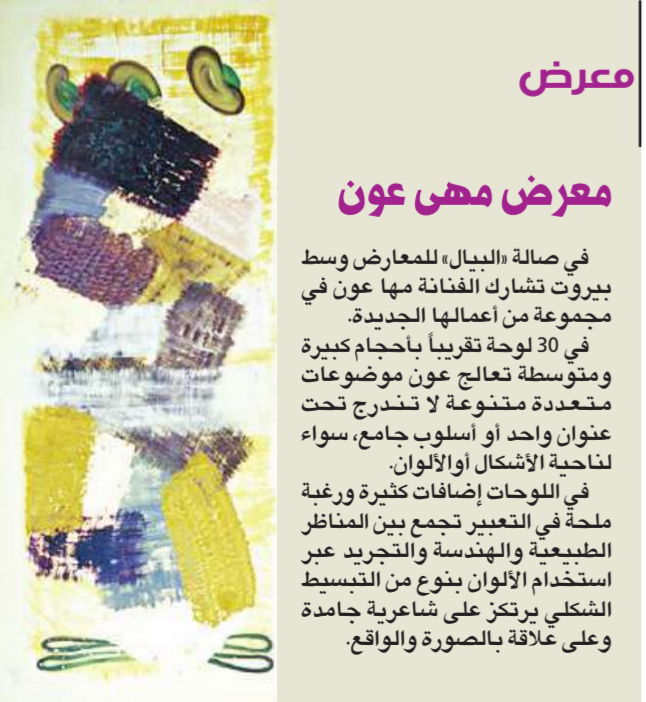 معرض
معرض مهى عون
في صالة «البيال» للمعارض وسط
بيروت تشارك الفنانة مها عون في
مجموعة من أعمالها الجديدة.
في 30 لوحة تقريباً بأحجام كبيرة
ومتوسطة تعالج عون موضوعات
متعددة متنوعة لا تندرج تحت
عنوان واحد أو أسلوب جامع، سواء
لناحية الأشكال أوالألوان.
في اللوحات إضافات كثيرة ورغبة
ملحة في التعبير تجمع بين المناظر
الطبيعية والهندسة والتجريد عبر
استخدام الألوان بنوع من التبسيط
الشكلي يرتكز على شاعرية جامدة
وعلى علاقة بالصورة والواقع.